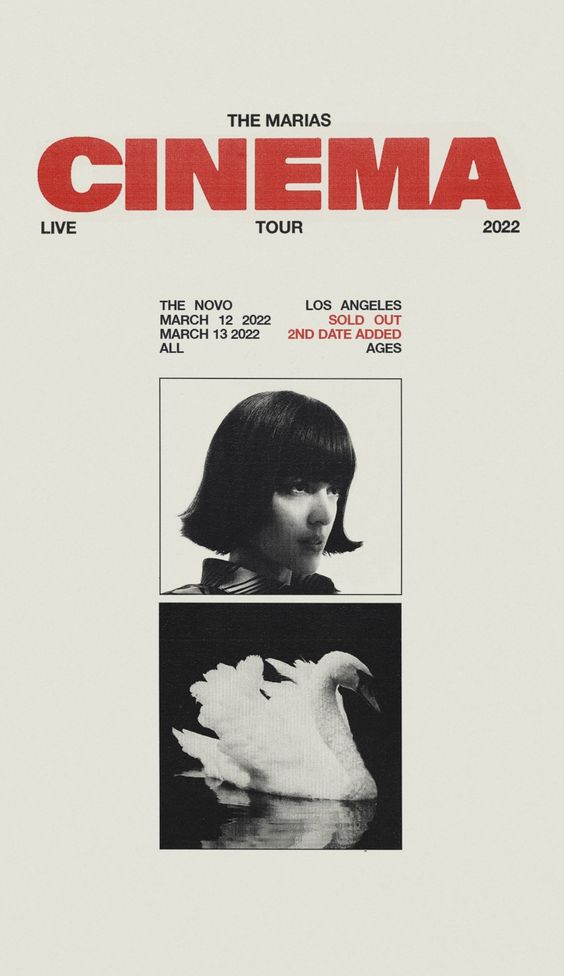 THE MARIAS
CINEMA
LIVE TOUR 2022
THE NOVO LOS ANGELES
MARCH 12 2022 SOLD OUT
MARCH 13 2022 2ND DATE ADDED
ALL AGES